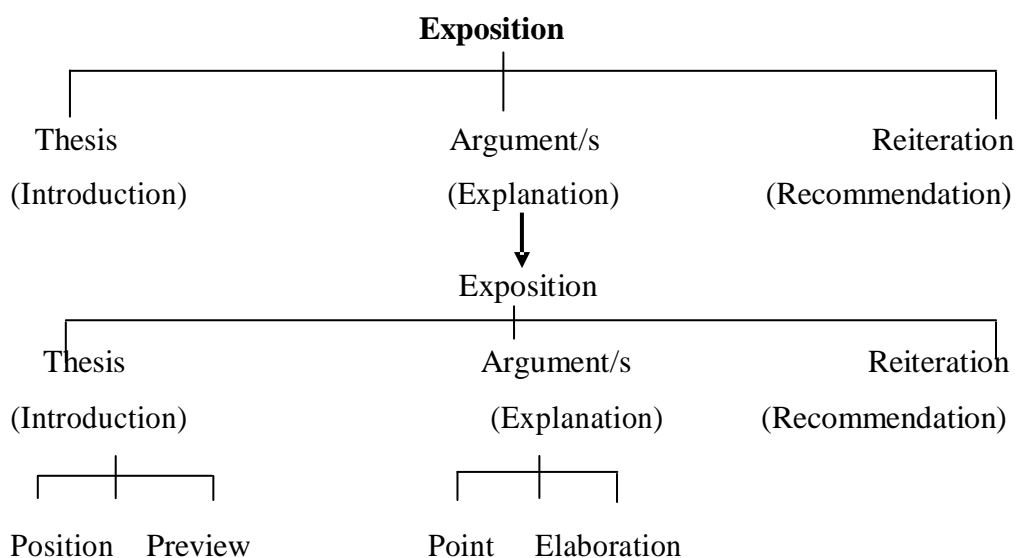 Exposition
Thesis Argument/s Reiteration
(Introduction) (Explanation) (Recommendation)
Exposition
Thesis Argument/s Reiteration
(Introduction) (Explanation) (Recommendation)
Position Preview Point Elaboration